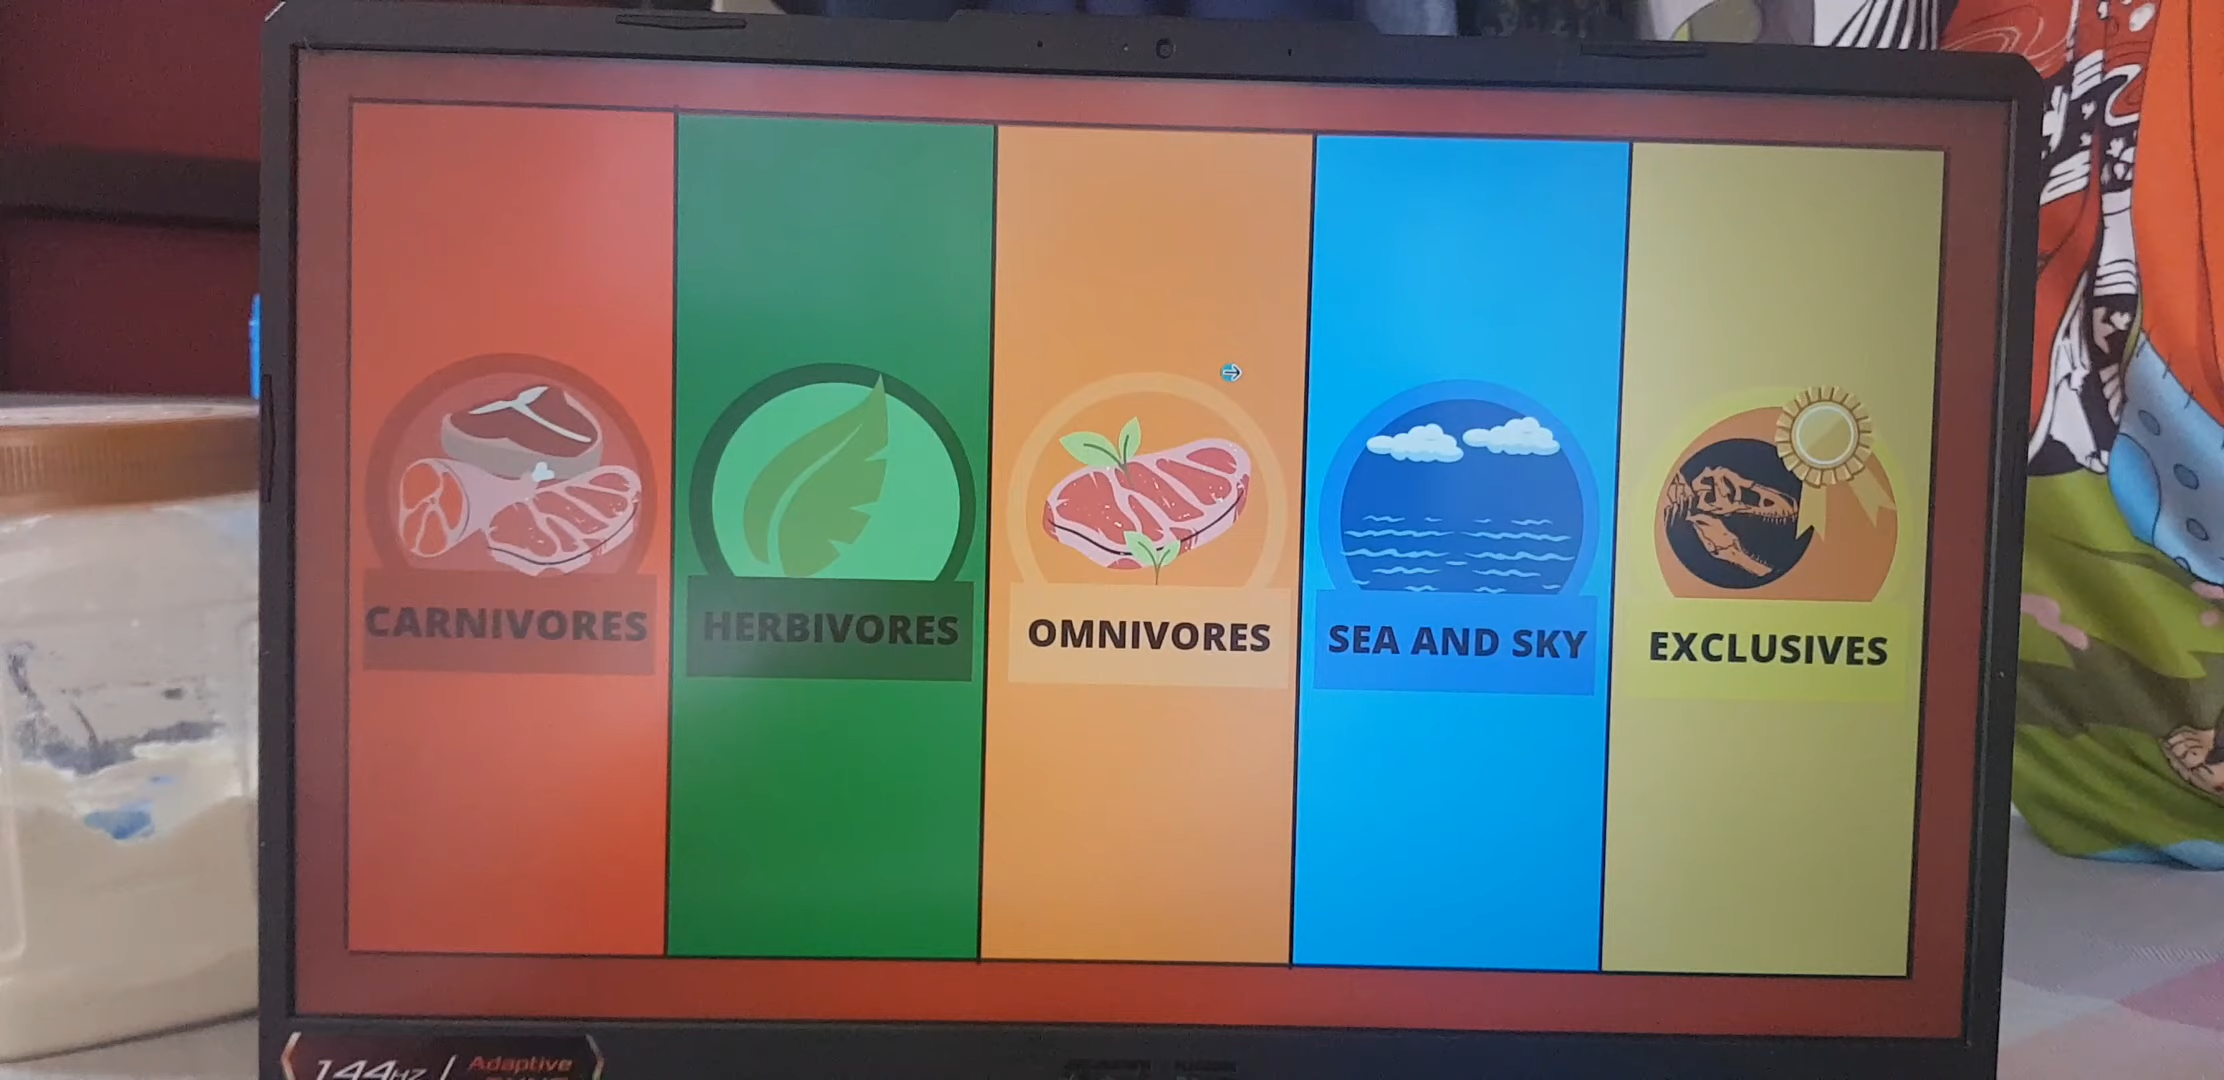 CARNIVORES
HERBIVORES
OMNIVORES
SEA AND SKY
EXCLUSIVES
144HZ
Adaptive